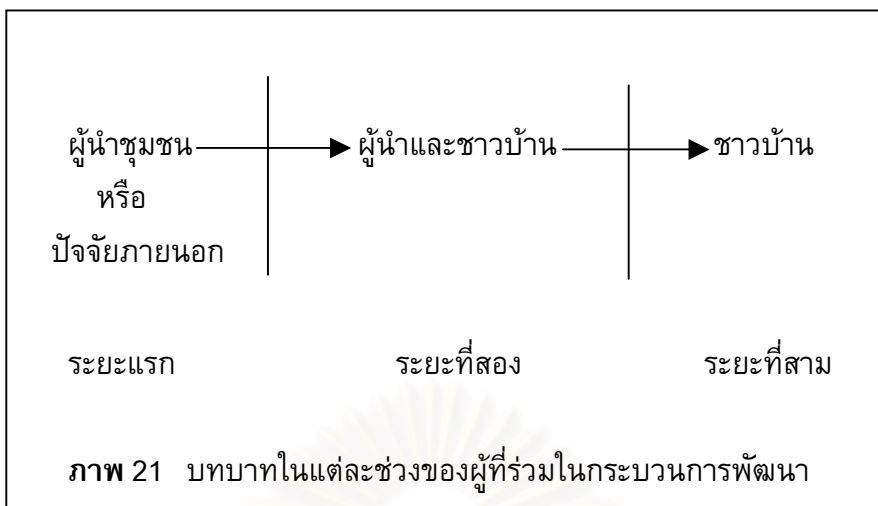 ผู้นำชุมชน ผู้นำและชาวบ้าน ชาวบ้าน
หรือ
ปัจจัยภายนอก
ระยะแรก ระยะที่สอง ระยะที่สาม
ภาพ 21 บทบาทในแต่ละช่วงของผู้ที่ร่วมในกระบวนการพัฒนา